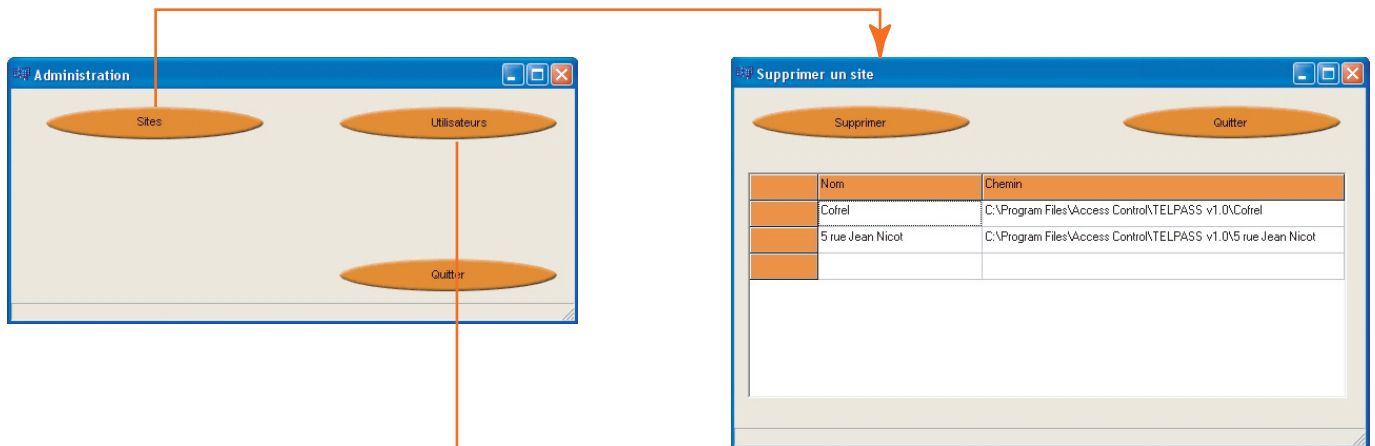 Administration
Sites
Utilisateurs
Quitter
Supprimer un site
Supprimer
Quitter
Nom Chemin
Cofrel C:\Program Files\Access Control\TELPASS v1.0\Cofrel
5 rue Jean Nicot C:\Program Files\Access Control\TELPASS v1.0\5 rue Jean Nicot